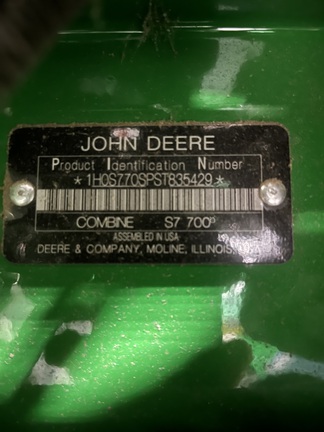 JOHN DEERE
Product Identification Number
*1H0S770SPST835429*
COMBINE S7 700
ASSEMBLED IN USA
DEERE & COMPANY, MOLINE, ILLINOIS